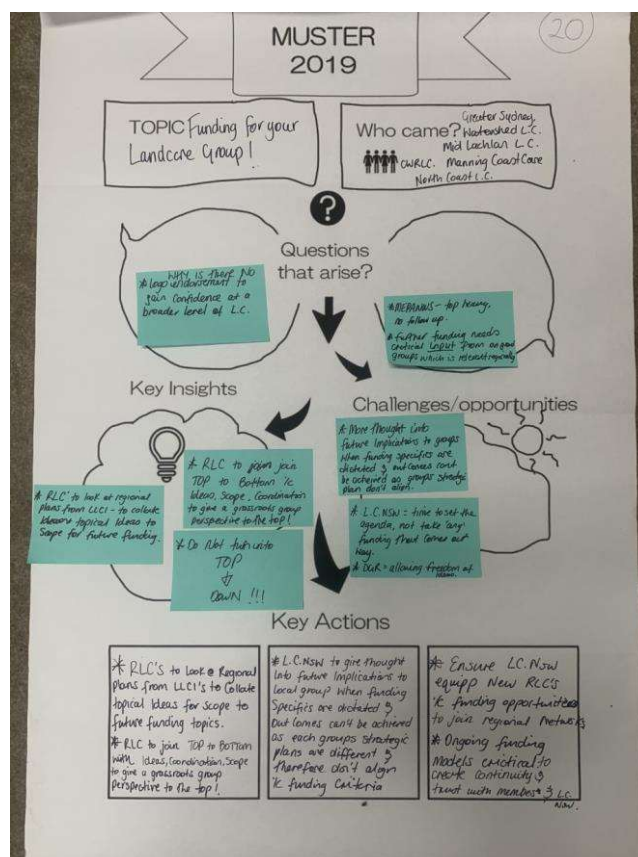 20
MUSTER
2019
TOPIC Funding for your
Landcare Group!
Who came?
Greater Sydney
Watershed L.C.
Mid Lachlan L.C.
CWRLC. Manning Coastcare
North Coast L.C.
?
Questions
that arise?
WHY is there NO
* Logo endorsement to
gain confidence at a
broader level of L.C.
- top heavy,
no follow up.
* Further funding needs
critical input from on ground
groups which is relevant regionally
Key Insights
* RLC to join join
TOP to Bottom
Ideas, Scope, Coordination
to give a grassroots group
perspective to the top!
* RLC' to look at regional
plans from LLCI - to collate
topical Ideas to
Scope for future funding.
* Do Not turn into
TOP
DOWN !!!
Challenges/opportunities
* More thought into
future Implications to groups
when funding specifics are
dictated & outcomes cant
be acheived as groups strategic
plan don't align.
* L.C.NSW = time to set the
agenda, not take any
funding that comes our
way.
* OUR = allowing freedom of
Key Actions
* RLC'S to Look @ Regional
plans from LLCI's to Collate
topical Ideas for scope to
future funding topics.
* RLC to join TOP to BOTTOM
with Ideas, Coordination, Scope
to give a grassroots group
perspective to the top!
* L.C.NSW to give thought
Into future Implications to
Local group when funding
Specifics are dictated &
outcomes can't be achieved
as each groups strategic
plans are different &
therefore don't align
funding Criteria
* Ensure LC.NSW
equipp New RLC's
funding opportunities
to join regional Networks
* Ongoing funding
models critical to
create continuity &
trust with members & L.C.
NSW.